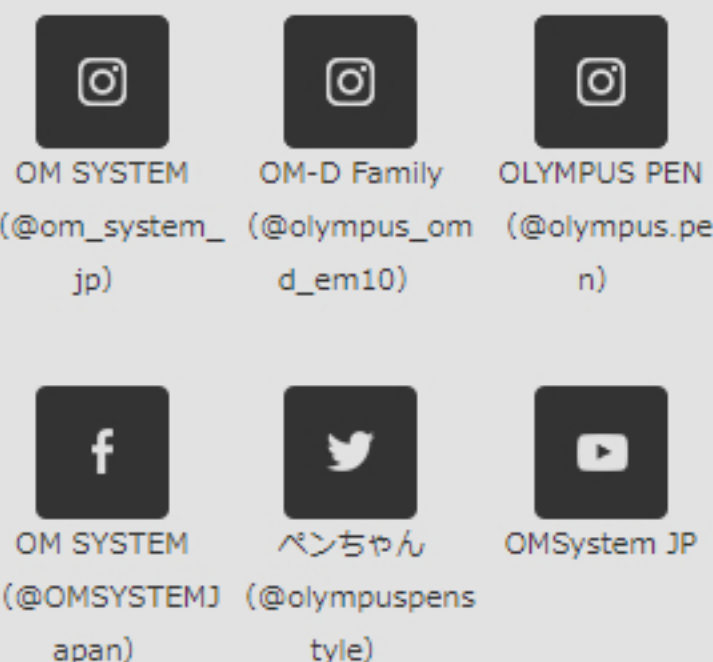 OM SYSTEM
（@om_system_
jp）
OM-D Family
（@olympus_om
d_em10）
OLYMPUS PEN
（@olympus.pe
n）
OM SYSTEM
（@OMSYSTEMJ
apan）
ペンちゃん
（@olympuspens
tyle）
OMSystem JP